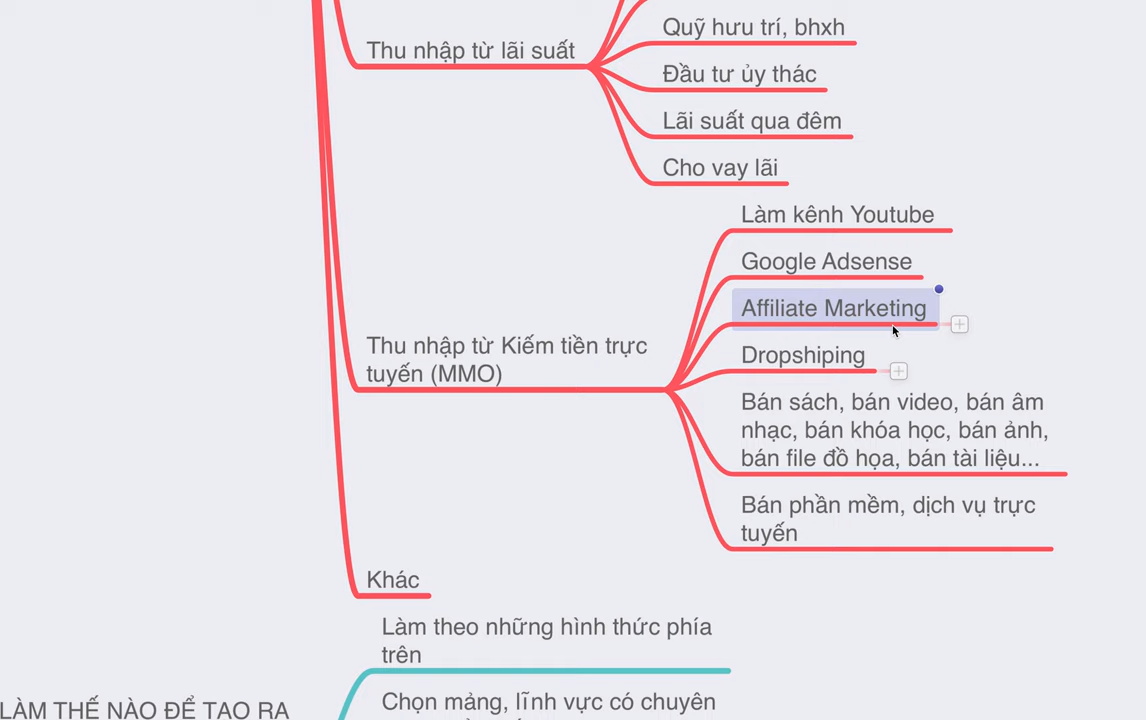 Thu nhập từ lãi suất
Quỹ hưu trí, bhxh
Đầu tư ủy thác
Lãi suất qua đêm
Cho vay lãi
Thu nhập từ Kiếm tiền trực
tuyến (MMO)
Làm kênh Youtube
Google Adsense
Affiliate Marketing
Dropshiping
Bán sách, bán video, bán âm
nhạc, bán khóa học, bán ảnh,
bán file đồ họa, bán tài liệu...
Bán phần mềm, dịch vụ trực
tuyến
Khác
LÀM THẾ NÀO ĐỂ TẠO RA
Làm theo những hình thức phía
trên
Chọn mảng, lĩnh vực có chuyên